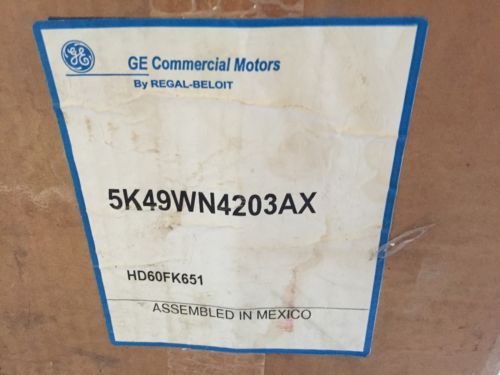 GE
GE Commercial Motors
By REGAL-BELOIT
5K49WN4203AX
HD60FK651
ASSEMBLED IN MEXICO